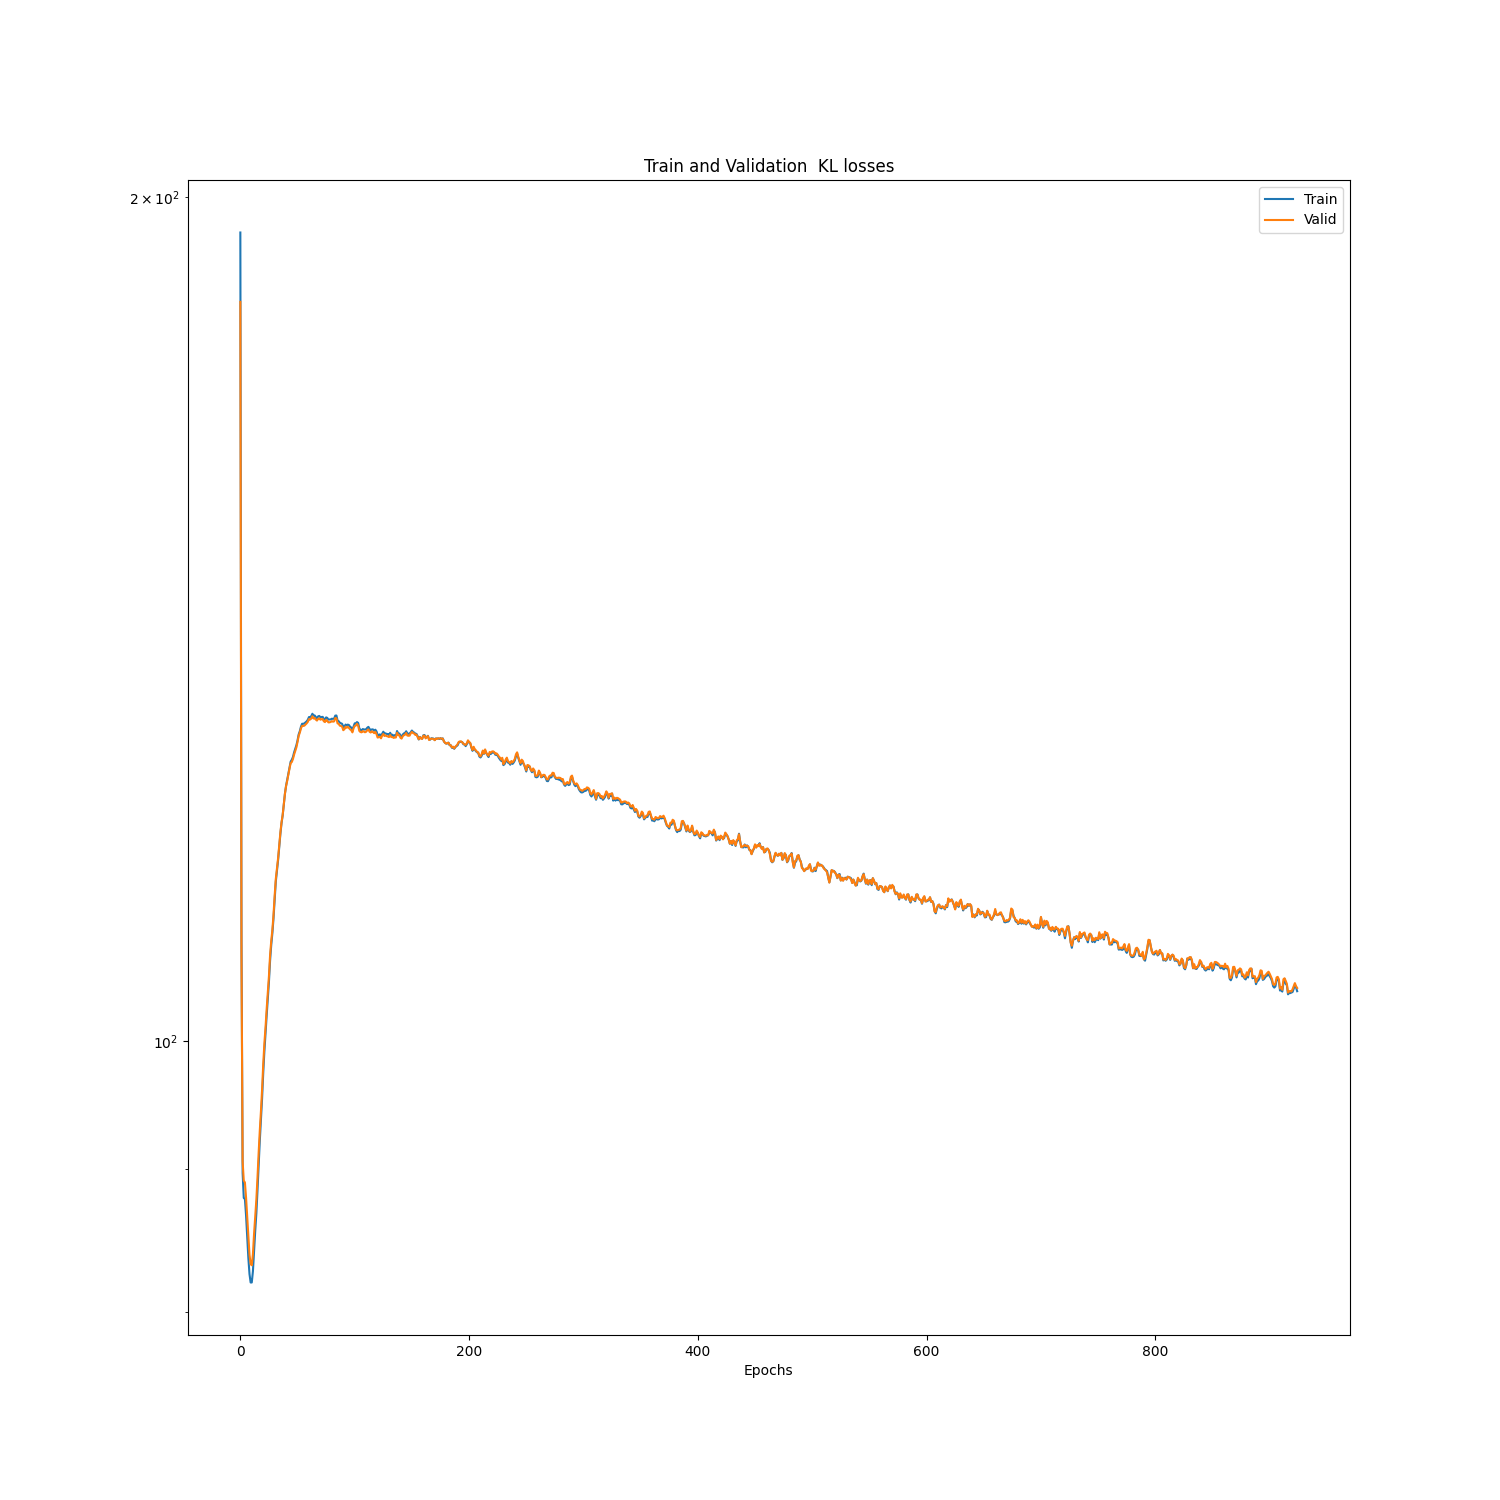 Train and Validation  KL losses
2 × 10²
Train
Valid
10²
0 200 400 600 800
Epochs